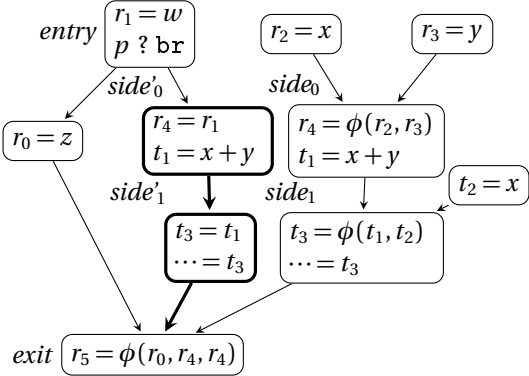 entry
r₁ = w
p ? br
r₂ = x
r₃ = y
side'₀
side₀
r₀ = z
r₄ = r₁
t₁ = x + y
r₄ = ϕ(r₂, r₃)
t₁ = x + y
side'₁
side₁
t₂ = x
t₃ = t₁
⋯ = t₃
t₃ = ϕ(t₁, t₂)
⋯ = t₃
exit
r₅ = ϕ(r₀, r₄, r₄)